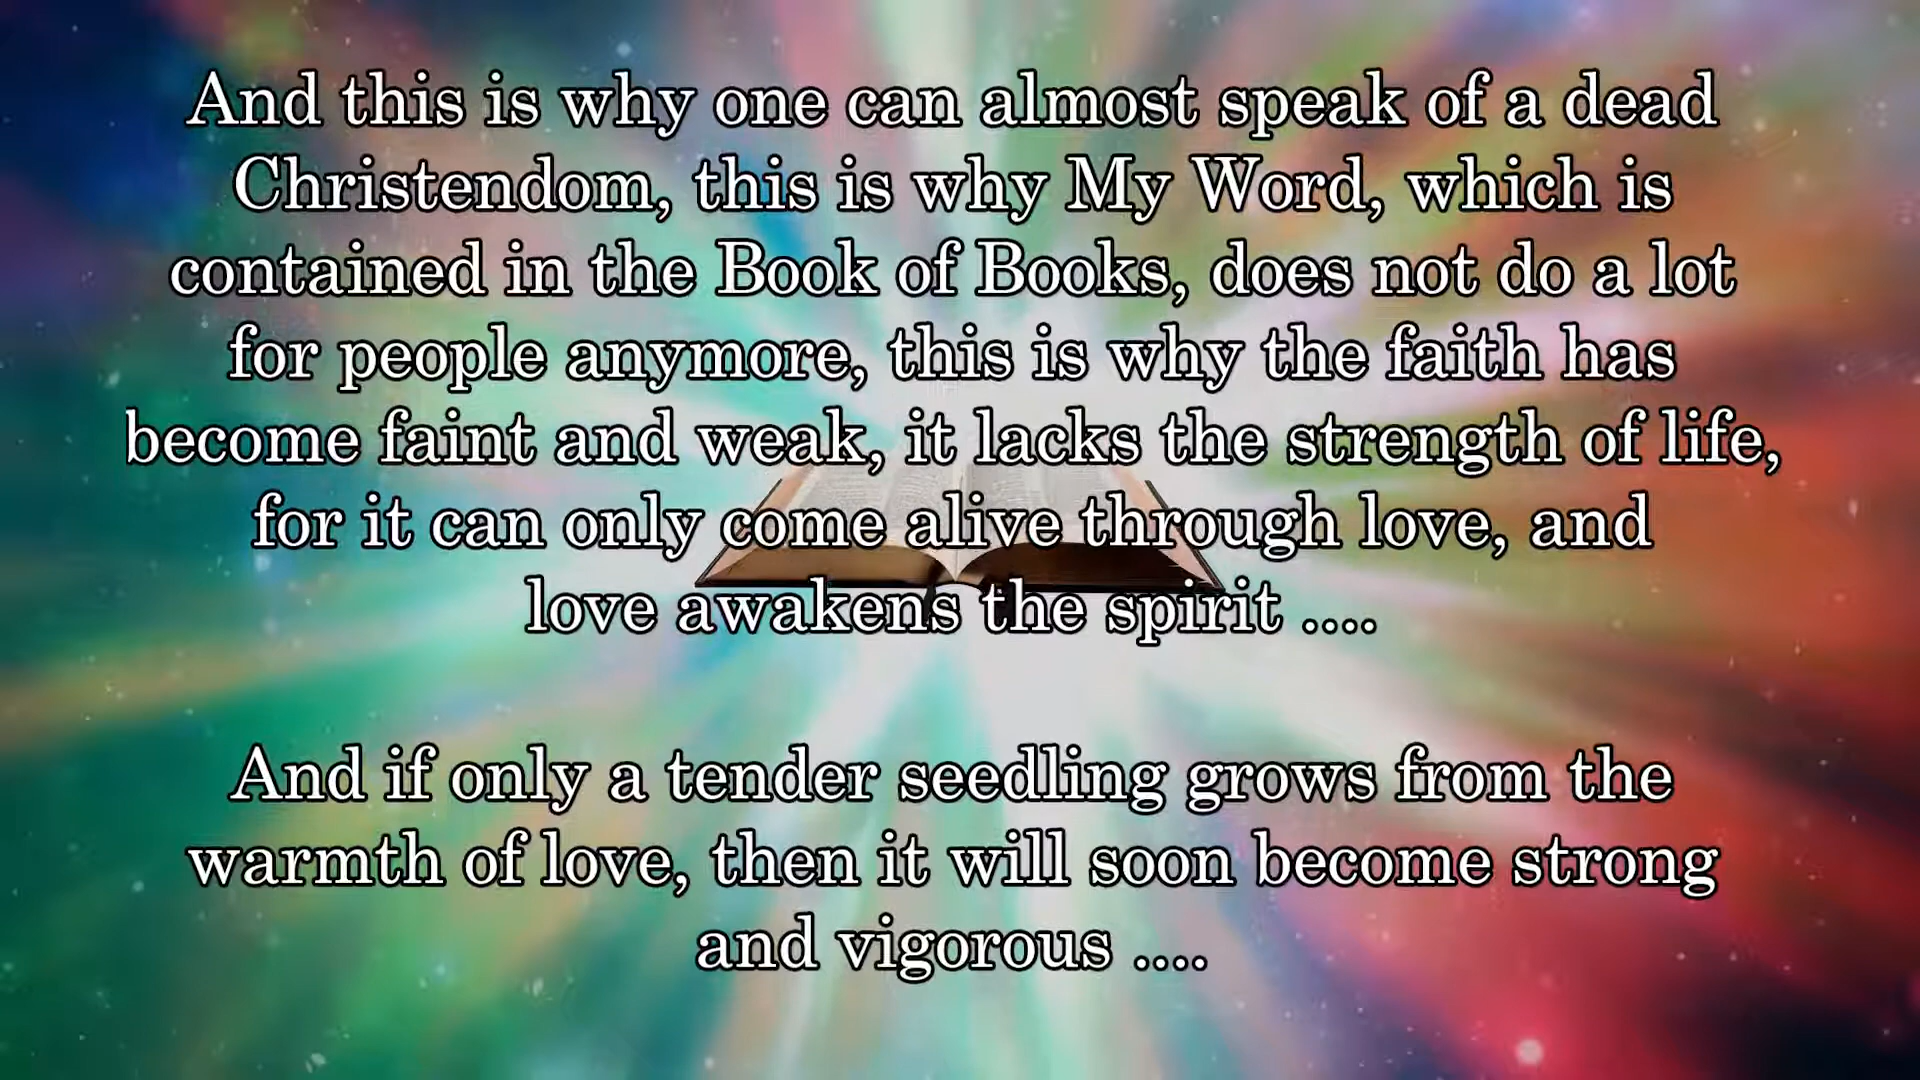 And this is why one can almost speak of a dead
Christendom, this is why My Word, which is
contained in the Book of Books, does not do a lot
for people anymore, this is why the faith has
become faint and weak, it lacks the strength of life,
for it can only come alive through love, and
love awakens the spirit ....
And if only a tender seedling grows from the
warmth of love, then it will soon become strong
and vigorous ....